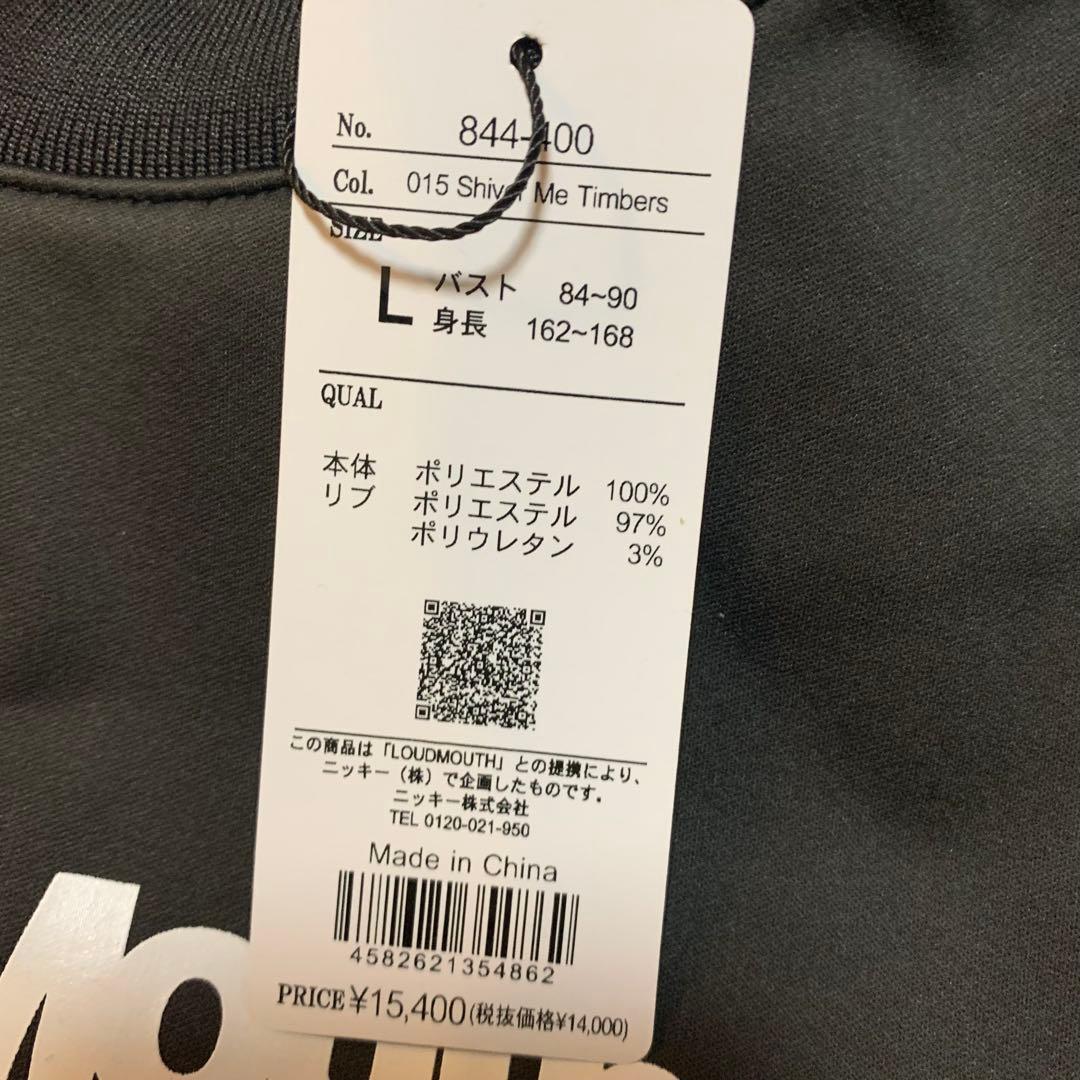 No. 844-400
Col. 015 Shiver Me Timbers
SIZE
L バスト 84~90
身長 162~168
QUAL
本体 ポリエステル 100%
リブ ポリエステル 97%
ポリウレタン 3%
この商品は「LOUDMOUTH」との提携により、
ニッキー（株）で企画したものです。
ニッキー株式会社
TEL 0120-021-950
Made in China
4582621354862
PRICE ¥15,400(税抜価格¥14,000)